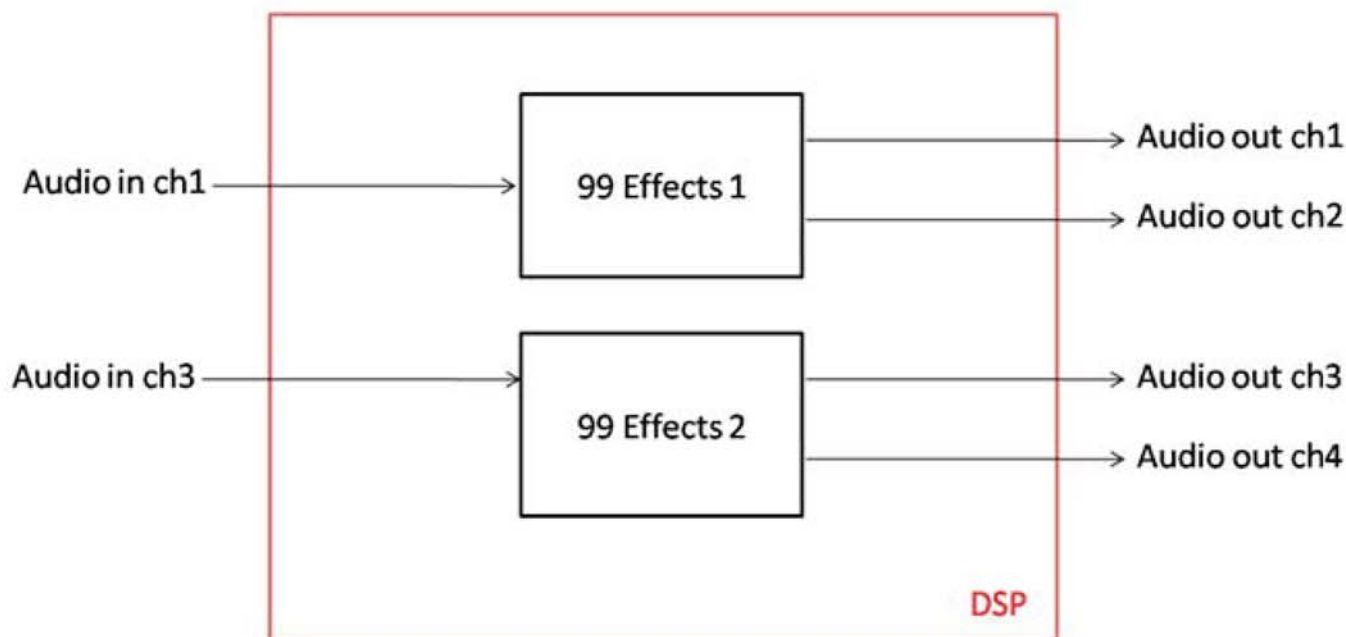 Audio in ch1
99 Effects 1
Audio out ch1
Audio out ch2
Audio in ch3
99 Effects 2
Audio out ch3
Audio out ch4
DSP